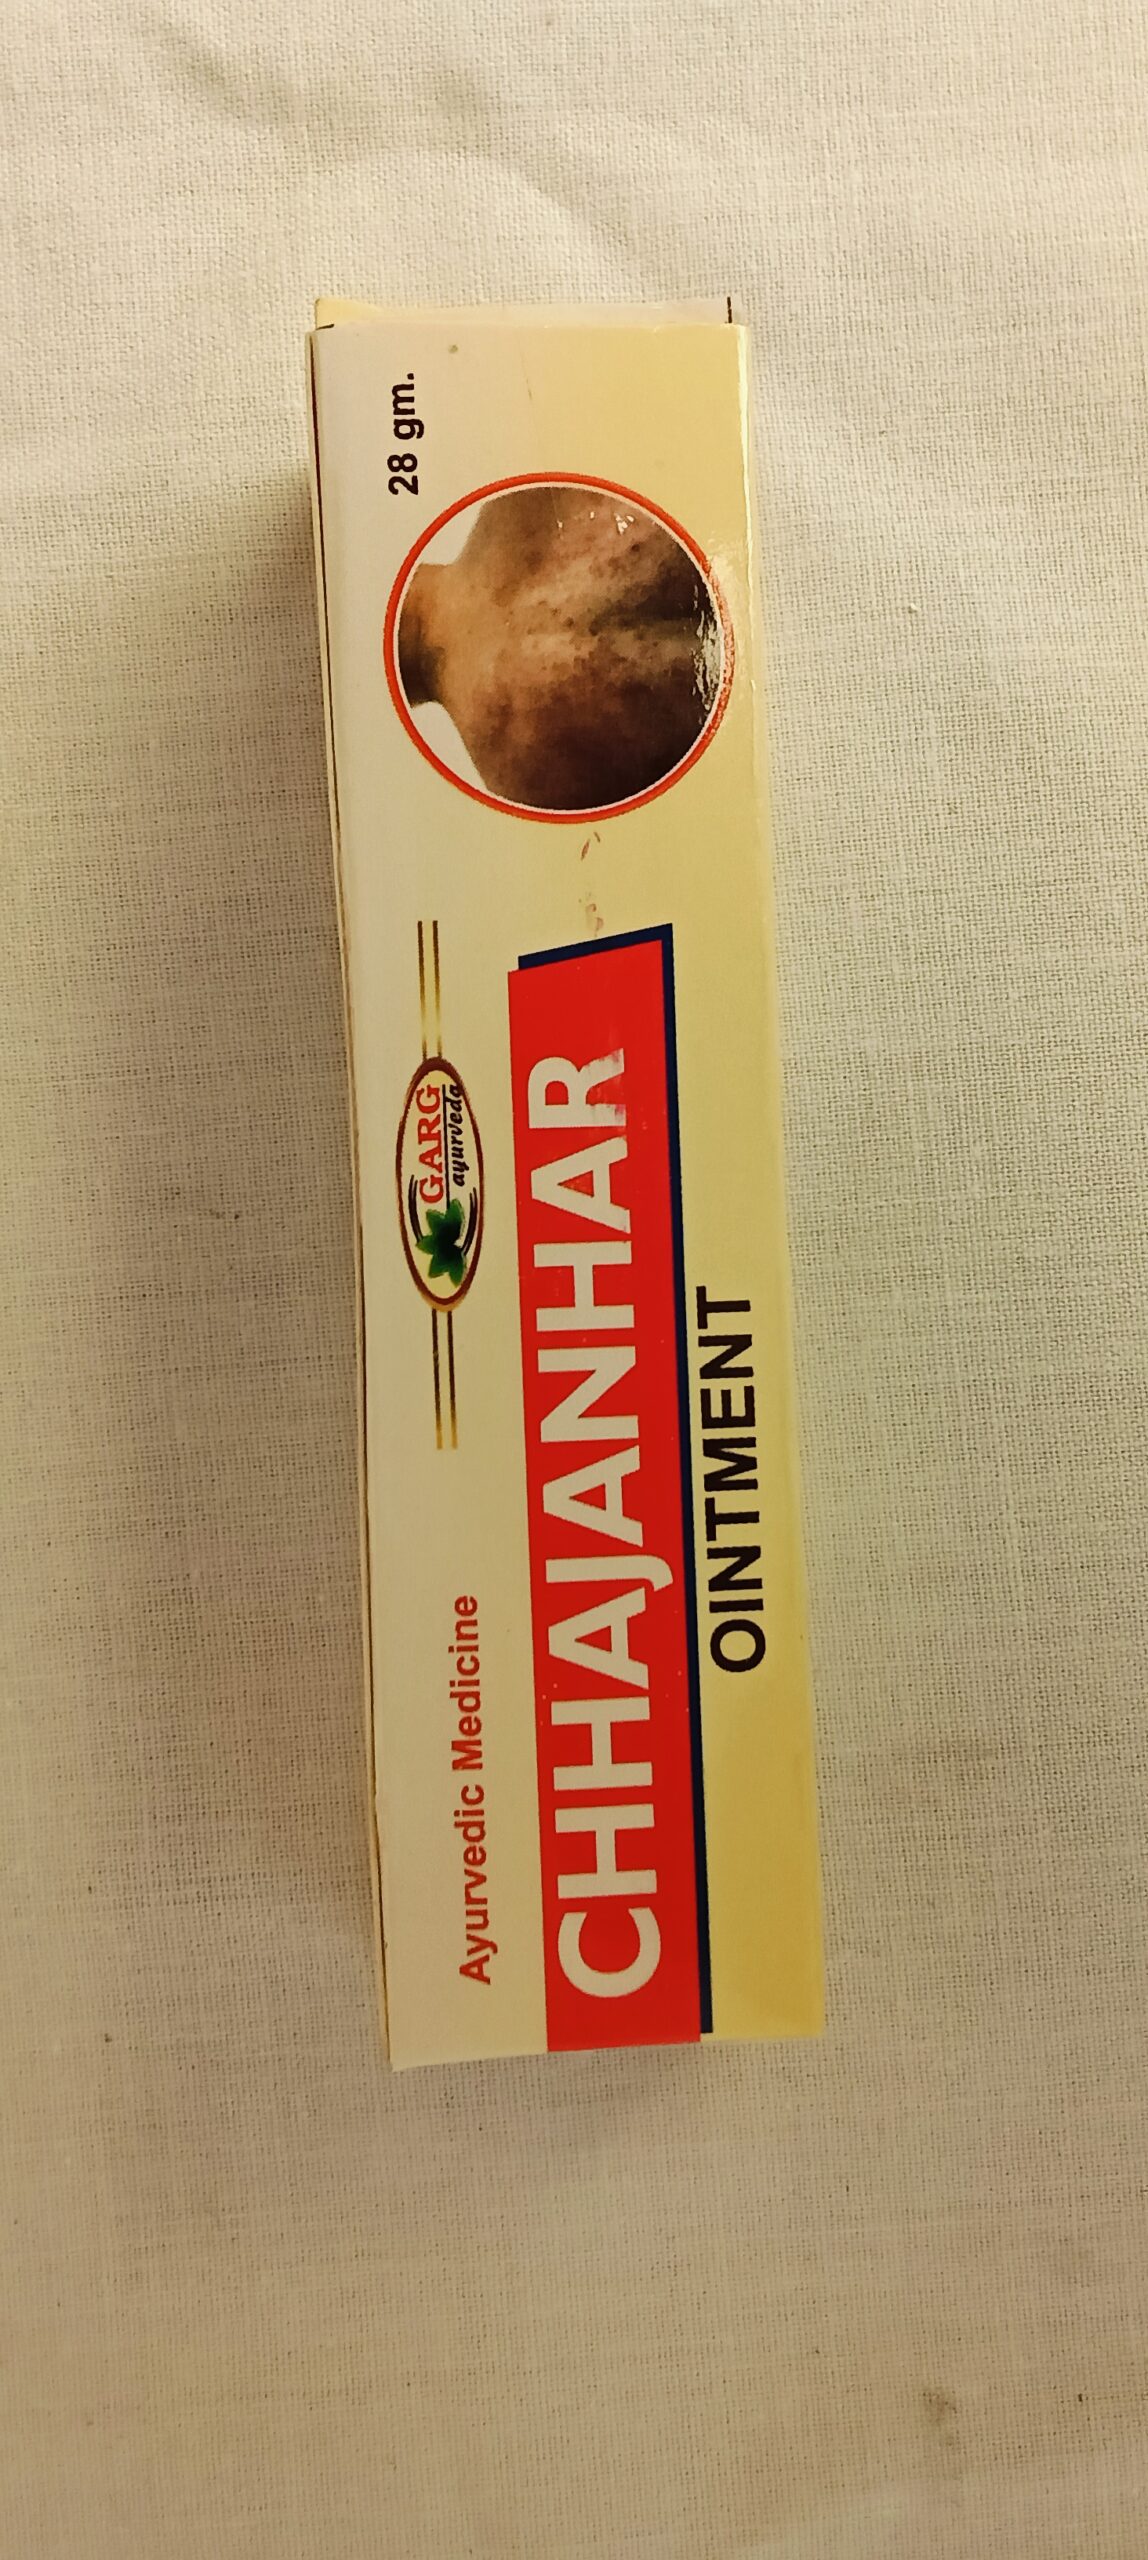 28 gm.
GARG
ayurveda
Ayurvedic Medicine
CHHAJANHAR
OINTMENT